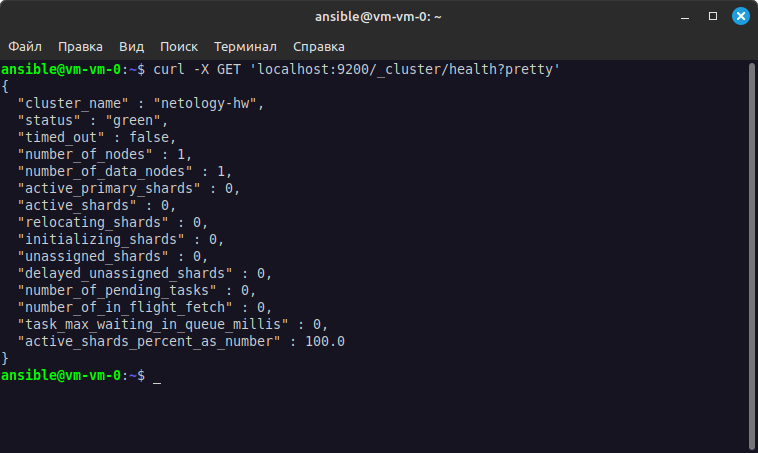 ansible@vm-vm-0: ~
Файл Правка Вид Поиск Терминал Справка
ansible@vm-vm-0:~$ curl -X GET 'localhost:9200/_cluster/health?pretty'
{
  "cluster_name" : "netology-hw",
  "status" : "green",
  "timed_out" : false,
  "number_of_nodes" : 1,
  "number_of_data_nodes" : 1,
  "active_primary_shards" : 0,
  "active_shards" : 0,
  "relocating_shards" : 0,
  "initializing_shards" : 0,
  "unassigned_shards" : 0,
  "delayed_unassigned_shards" : 0,
  "number_of_pending_tasks" : 0,
  "number_of_in_flight_fetch" : 0,
  "task_max_waiting_in_queue_millis" : 0,
  "active_shards_percent_as_number" : 100.0
}
ansible@vm-vm-0:~$ _